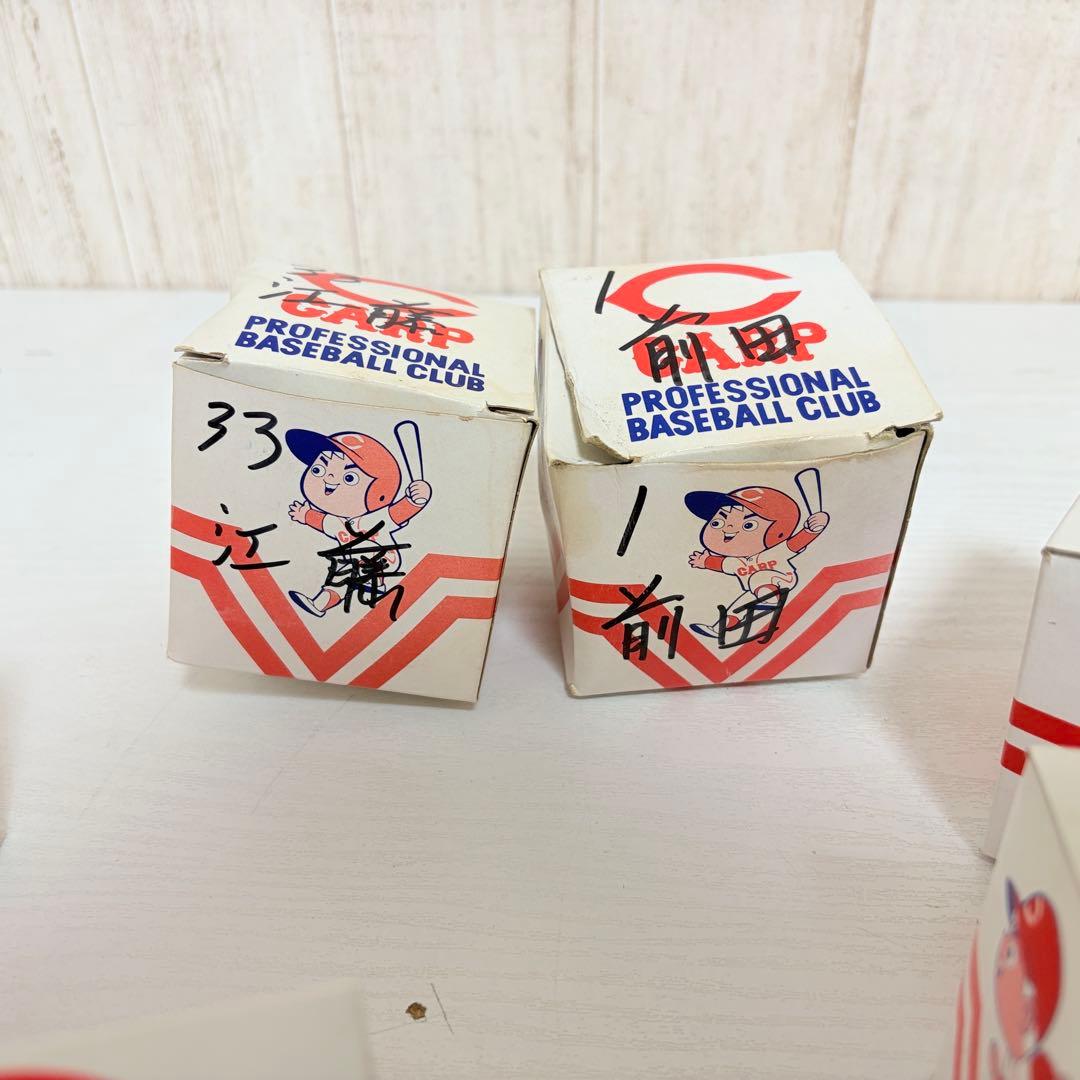 33
江藤
CARP
PROFESSIONAL
BASEBALL CLUB
33
江藤
CARP
1
前田
CARP
PROFESSIONAL
BASEBALL CLUB
1
前田
CARP